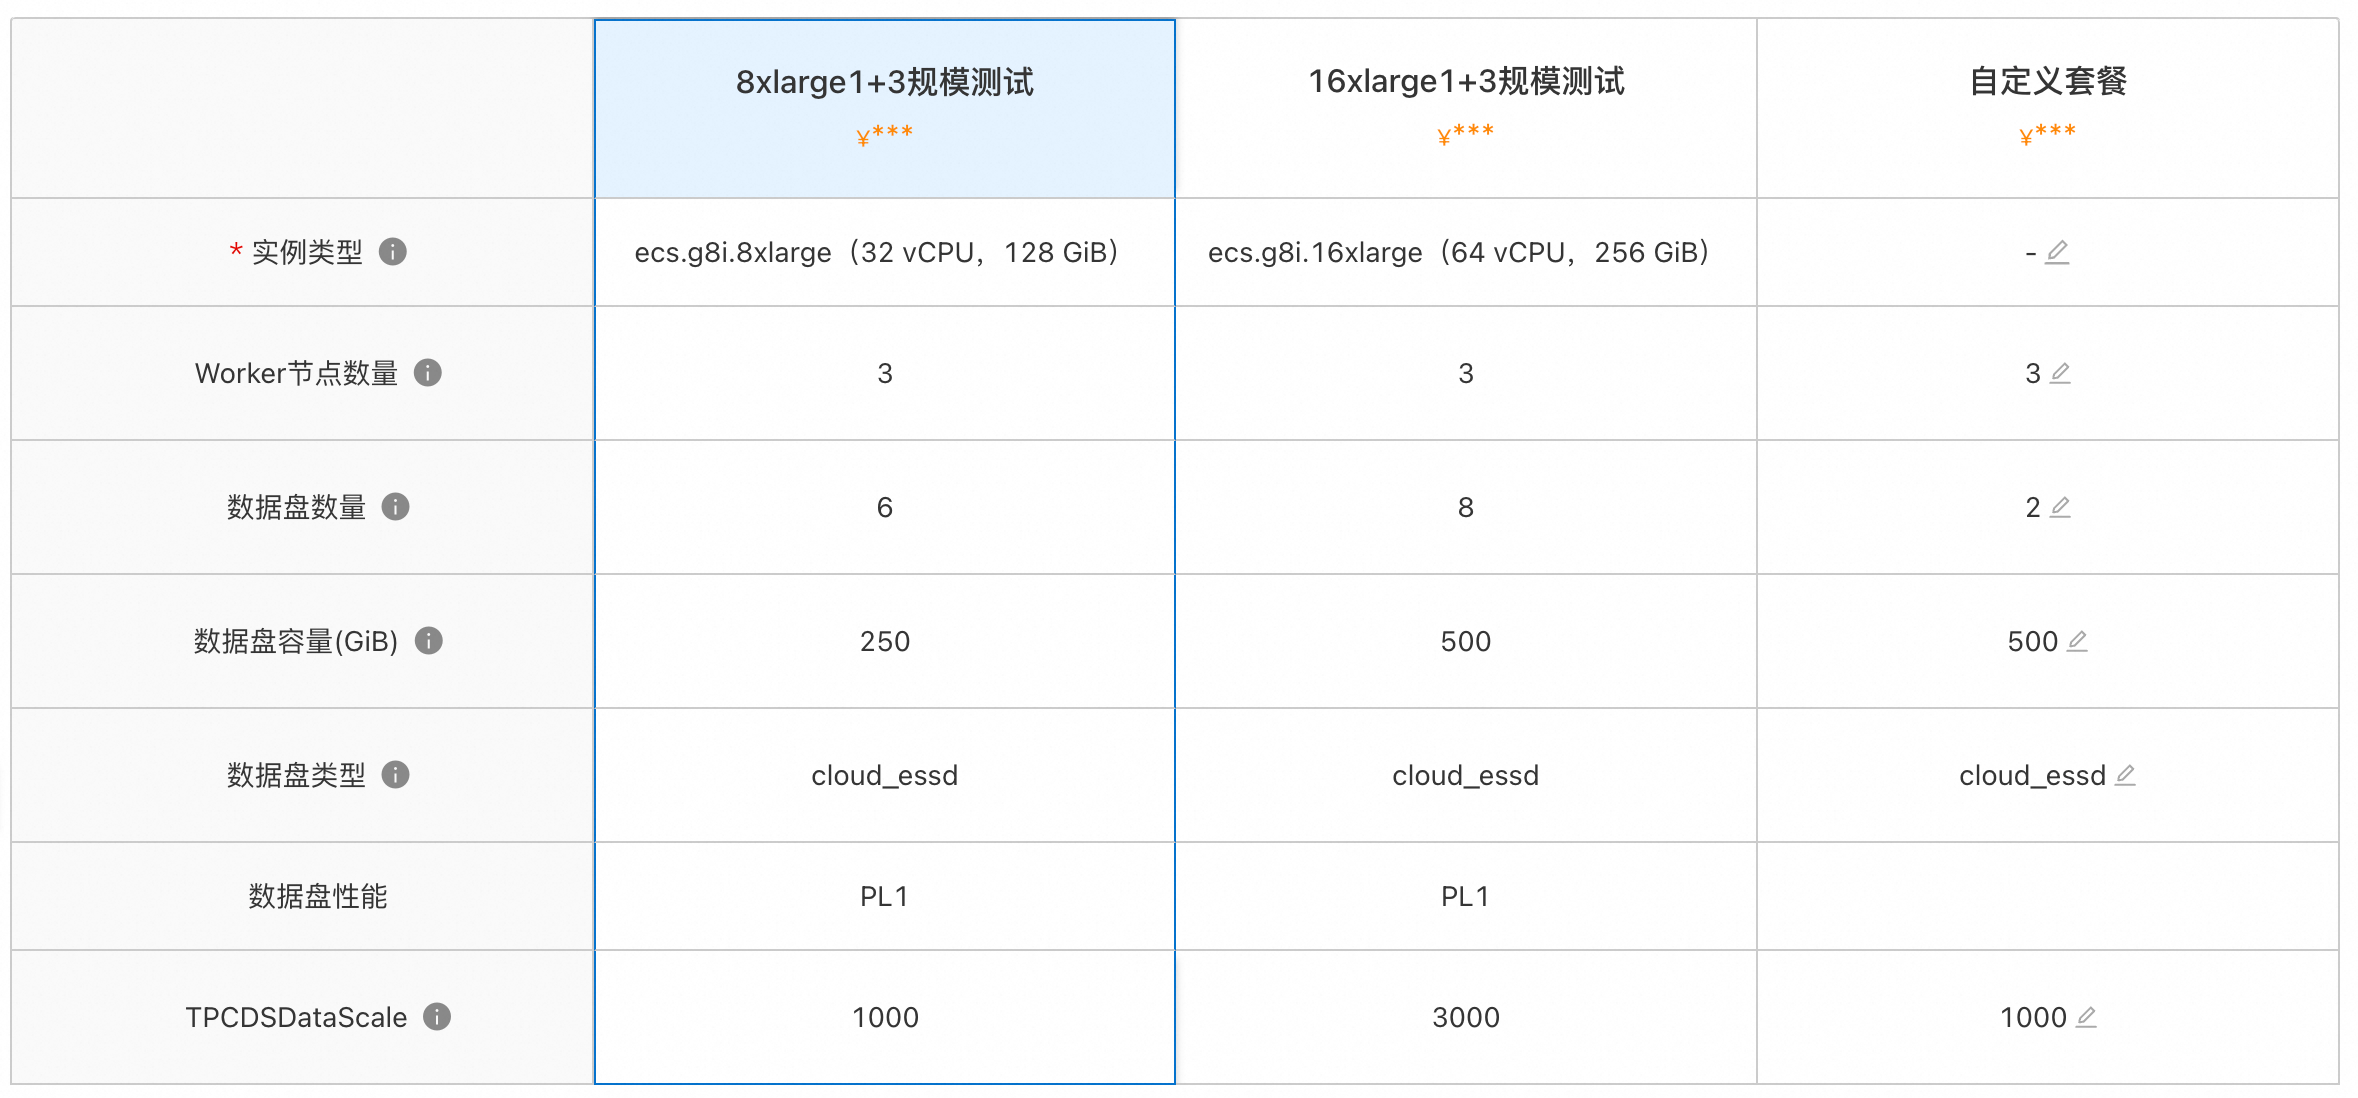 8xlarge1+3规模测试
16xlarge1+3规模测试
自定义套餐
¥***
¥***
¥***
* 实例类型
ecs.g8i.8xlarge（32 vCPU，128 GiB）
ecs.g8i.16xlarge（64 vCPU，256 GiB）
-
Worker节点数量
3
3
3
数据盘数量
6
8
2
数据盘容量(GiB)
250
500
500
数据盘类型
cloud_essd
cloud_essd
cloud_essd
数据盘性能
PL1
PL1
TPCDSDataScale
1000
3000
1000